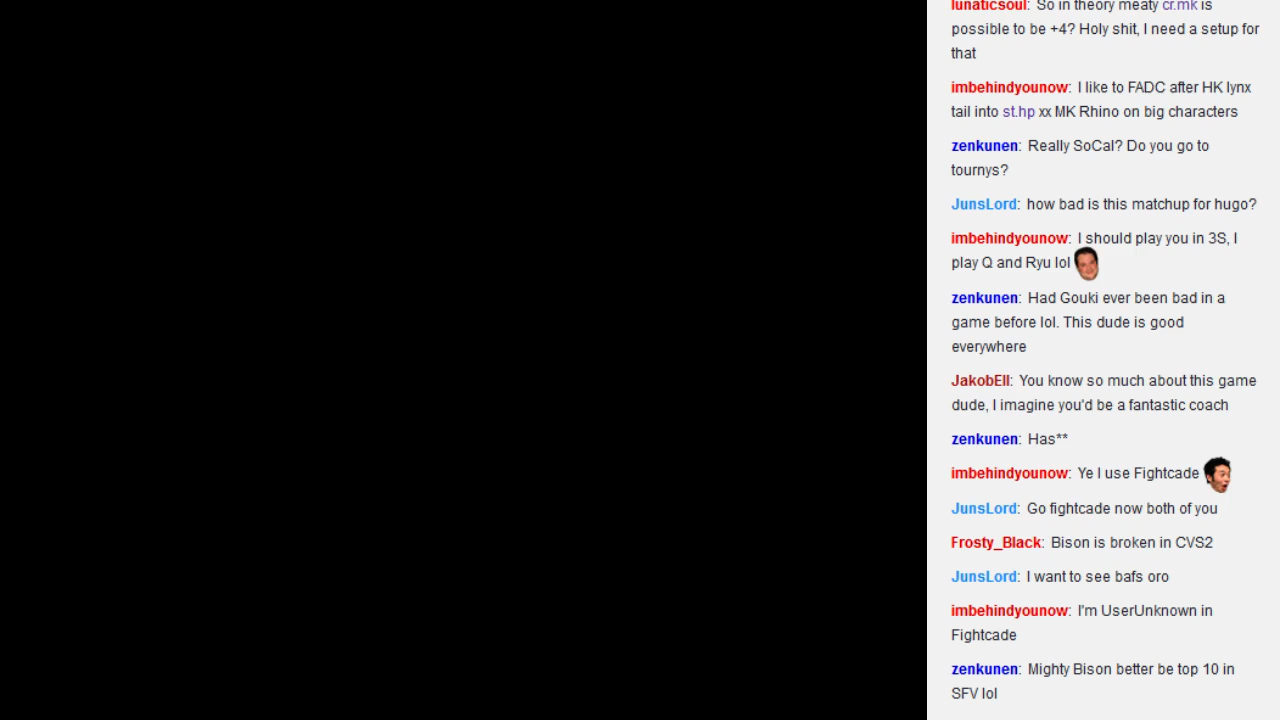 lunaticsoul: So in theory meaty cr.mk is
possible to be +4? Holy shit, I need a setup for
that
imbehindyounow: I like to FADC after HK lynx
tail into st.hp xx MK Rhino on big characters
zenkunen: Really SoCal? Do you go to
tournys?
JunsLord: how bad is this matchup for hugo?
imbehindyounow: I should play you in 3S, I
play Q and Ryu lol
zenkunen: Had Gouki ever been bad in a
game before lol. This dude is good
everywhere
JakobEll: You know so much about this game
dude, I imagine you'd be a fantastic coach
zenkunen: Has**
imbehindyounow: Ye I use Fightcade
JunsLord: Go fightcade now both of you
Frosty_Black: Bison is broken in CVS2
JunsLord: I want to see bafs oro
imbehindyounow: I'm UserUnknown in
Fightcade
zenkunen: Mighty Bison better be top 10 in
SFV lol